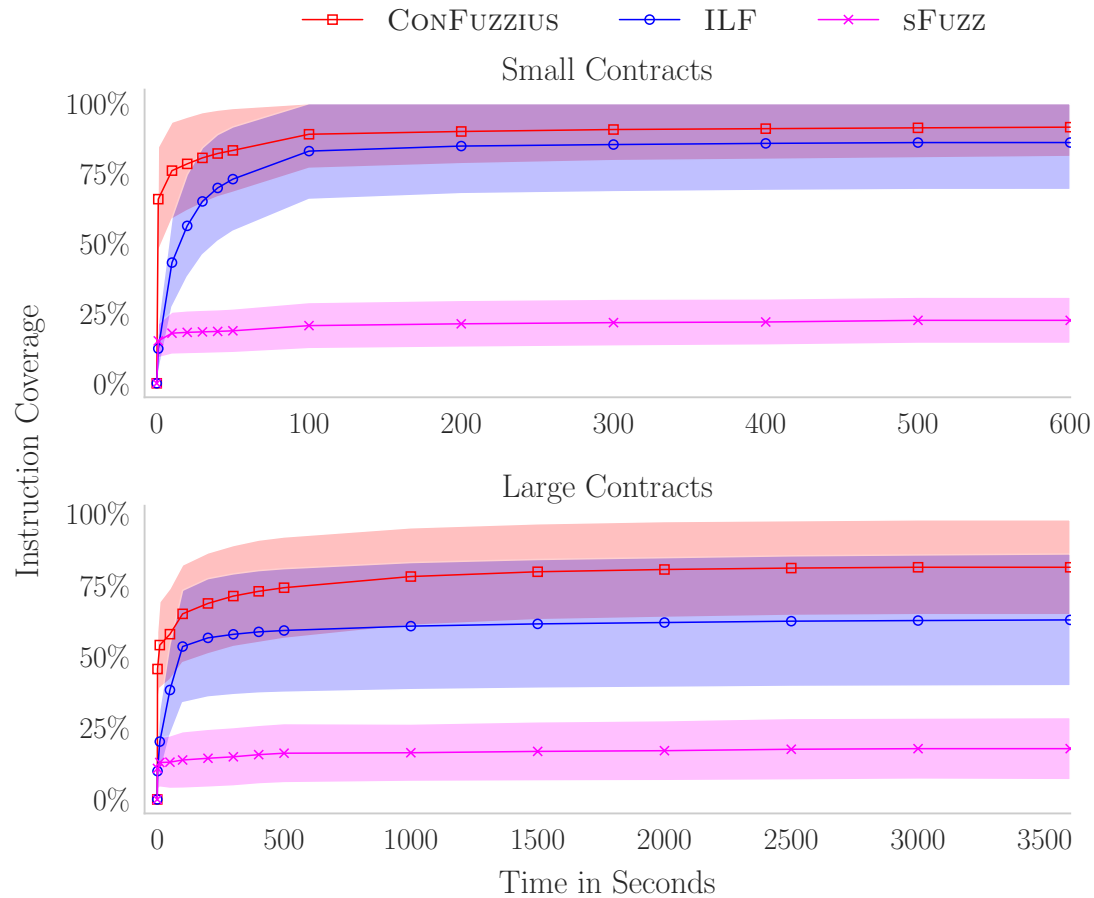 CONFUZZIUS ILF SFUZZ
Small Contracts
100%
75%
50%
25%
0%
0 100 200 300 400 500 600
Instruction Coverage
Large Contracts
100%
75%
50%
25%
0%
0 500 1000 1500 2000 2500 3000 3500
Time in Seconds